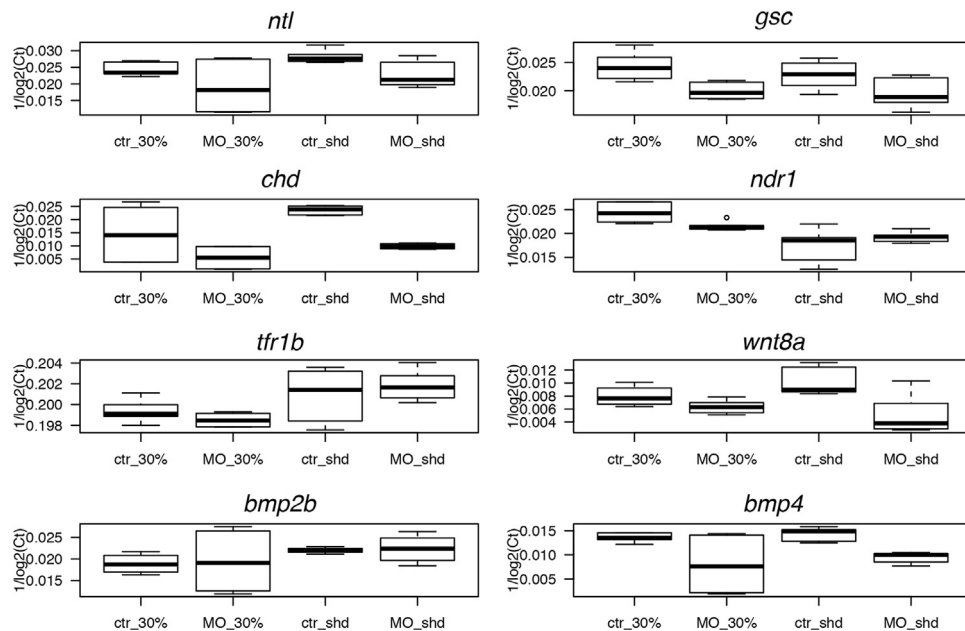 ntl
1/log2(Ct)
0.030
0.025
0.020
0.015
ctr_30% MO_30% ctr_shd MO_shd
gsc
1/log2(Ct)
0.025
0.020
ctr_30% MO_30% ctr_shd MO_shd
chd
1/log2(Ct)
0.025
0.015
0.010
0.005
ctr_30% MO_30% ctr_shd MO_shd
ndr1
1/log2(Ct)
0.025
0.020
0.015
ctr_30% MO_30% ctr_shd MO_shd
tfr1b
1/log2(Ct)
0.204
0.202
0.200
0.198
ctr_30% MO_30% ctr_shd MO_shd
wnt8a
1/log2(Ct)
0.012
0.010
0.008
0.006
0.004
ctr_30% MO_30% ctr_shd MO_shd
bmp2b
1/log2(Ct)
0.025
0.020
0.015
ctr_30% MO_30% ctr_shd MO_shd
bmp4
1/log2(Ct)
0.015
0.010
0.005
ctr_30% MO_30% ctr_shd MO_shd